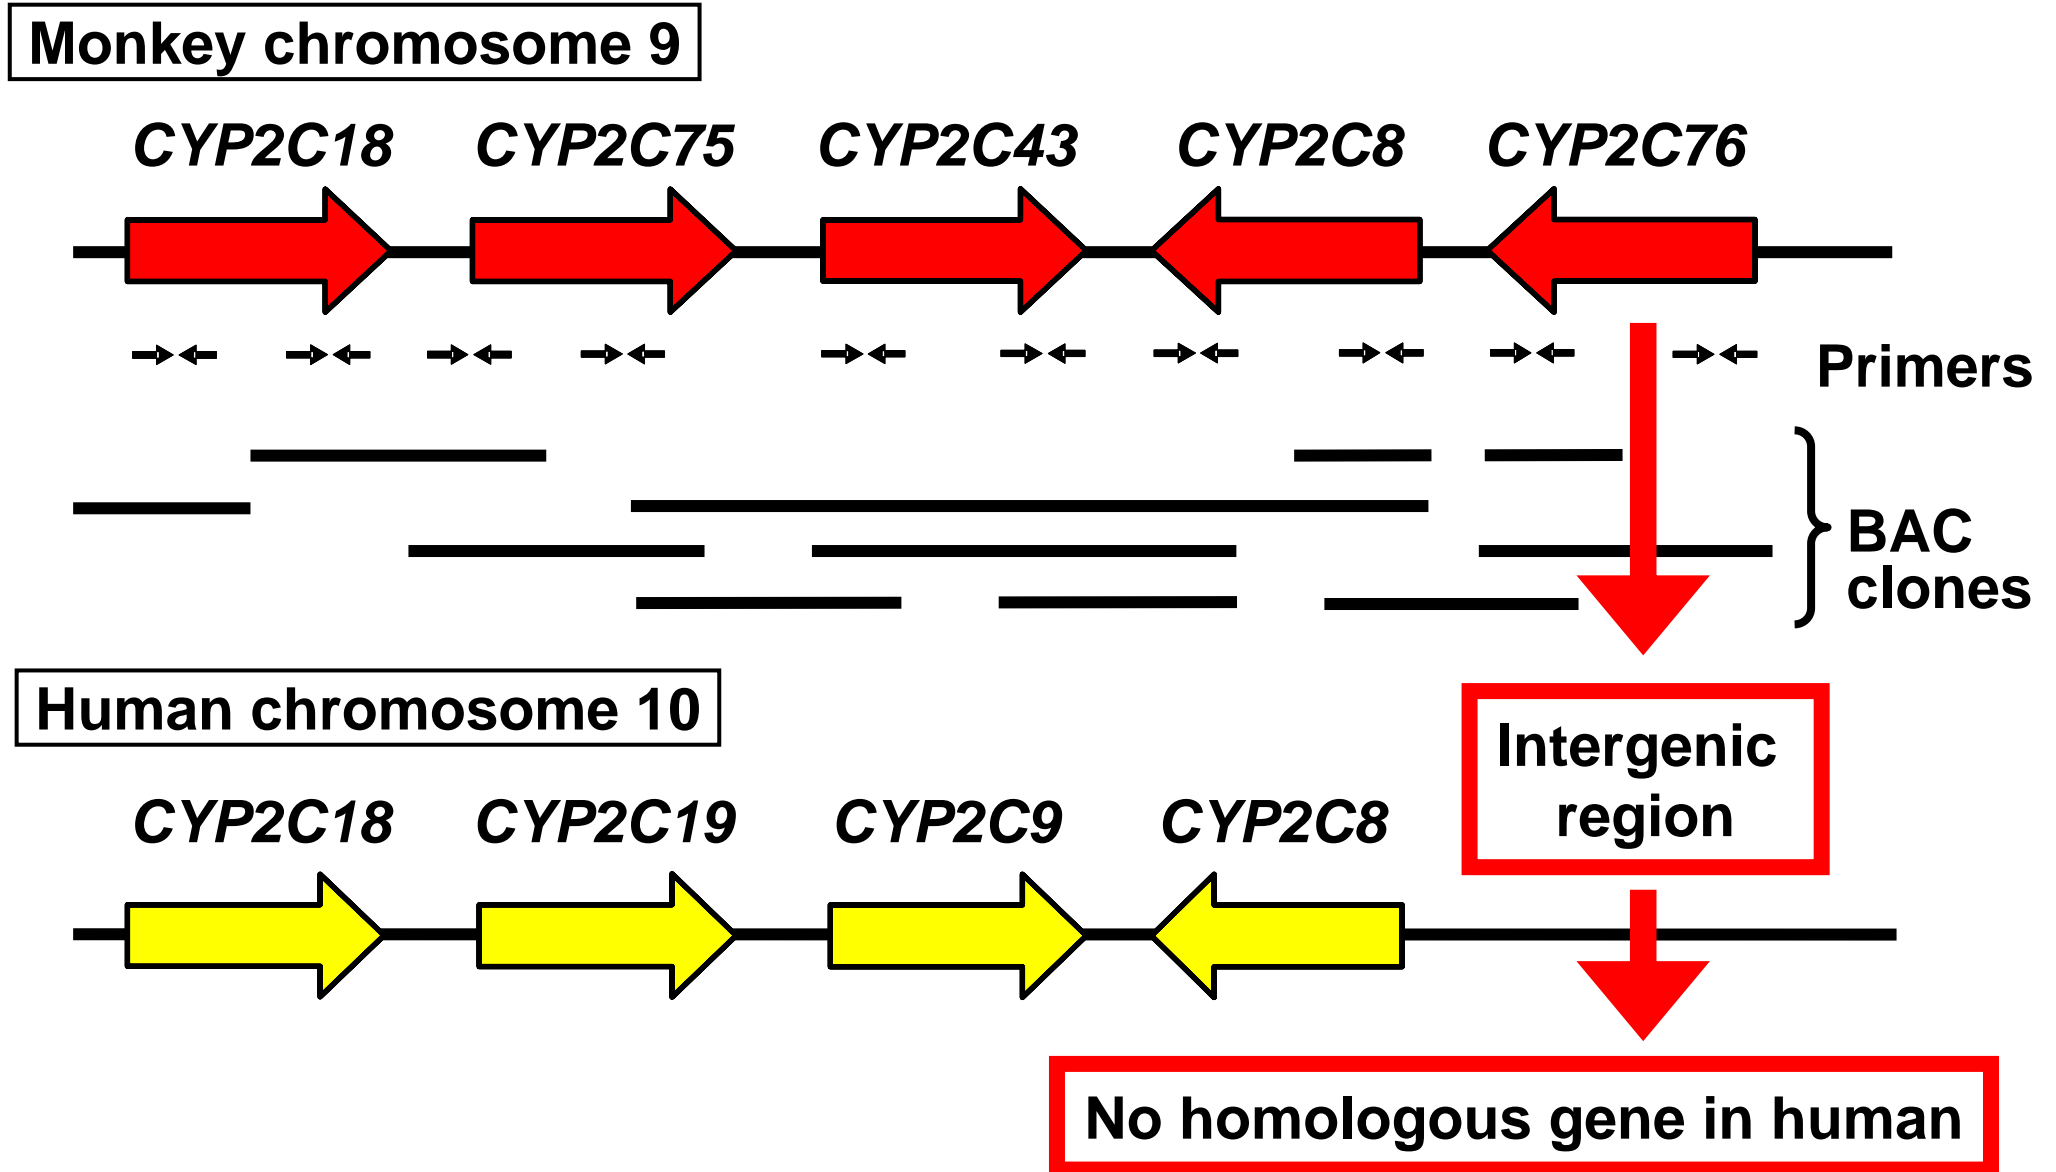 Monkey chromosome 9
CYP2C18 CYP2C75 CYP2C43 CYP2C8 CYP2C76
Primers
BAC
clones
Human chromosome 10
Intergenic
region
CYP2C18 CYP2C19 CYP2C9 CYP2C8
No homologous gene in human